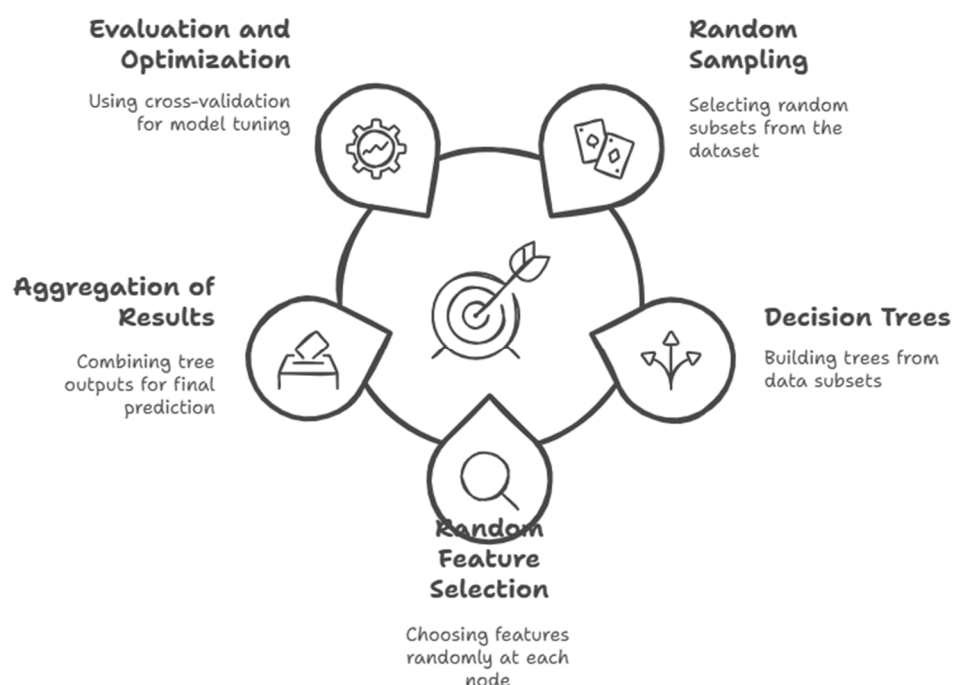 Evaluation and
Optimization
Using cross-validation
for model tuning
Random
Sampling
Selecting random
subsets from the
dataset
Aggregation of
Results
Combining tree
outputs for final
prediction
Decision Trees
Building trees from
data subsets
Random
Feature
Selection
Choosing features
randomly at each
node